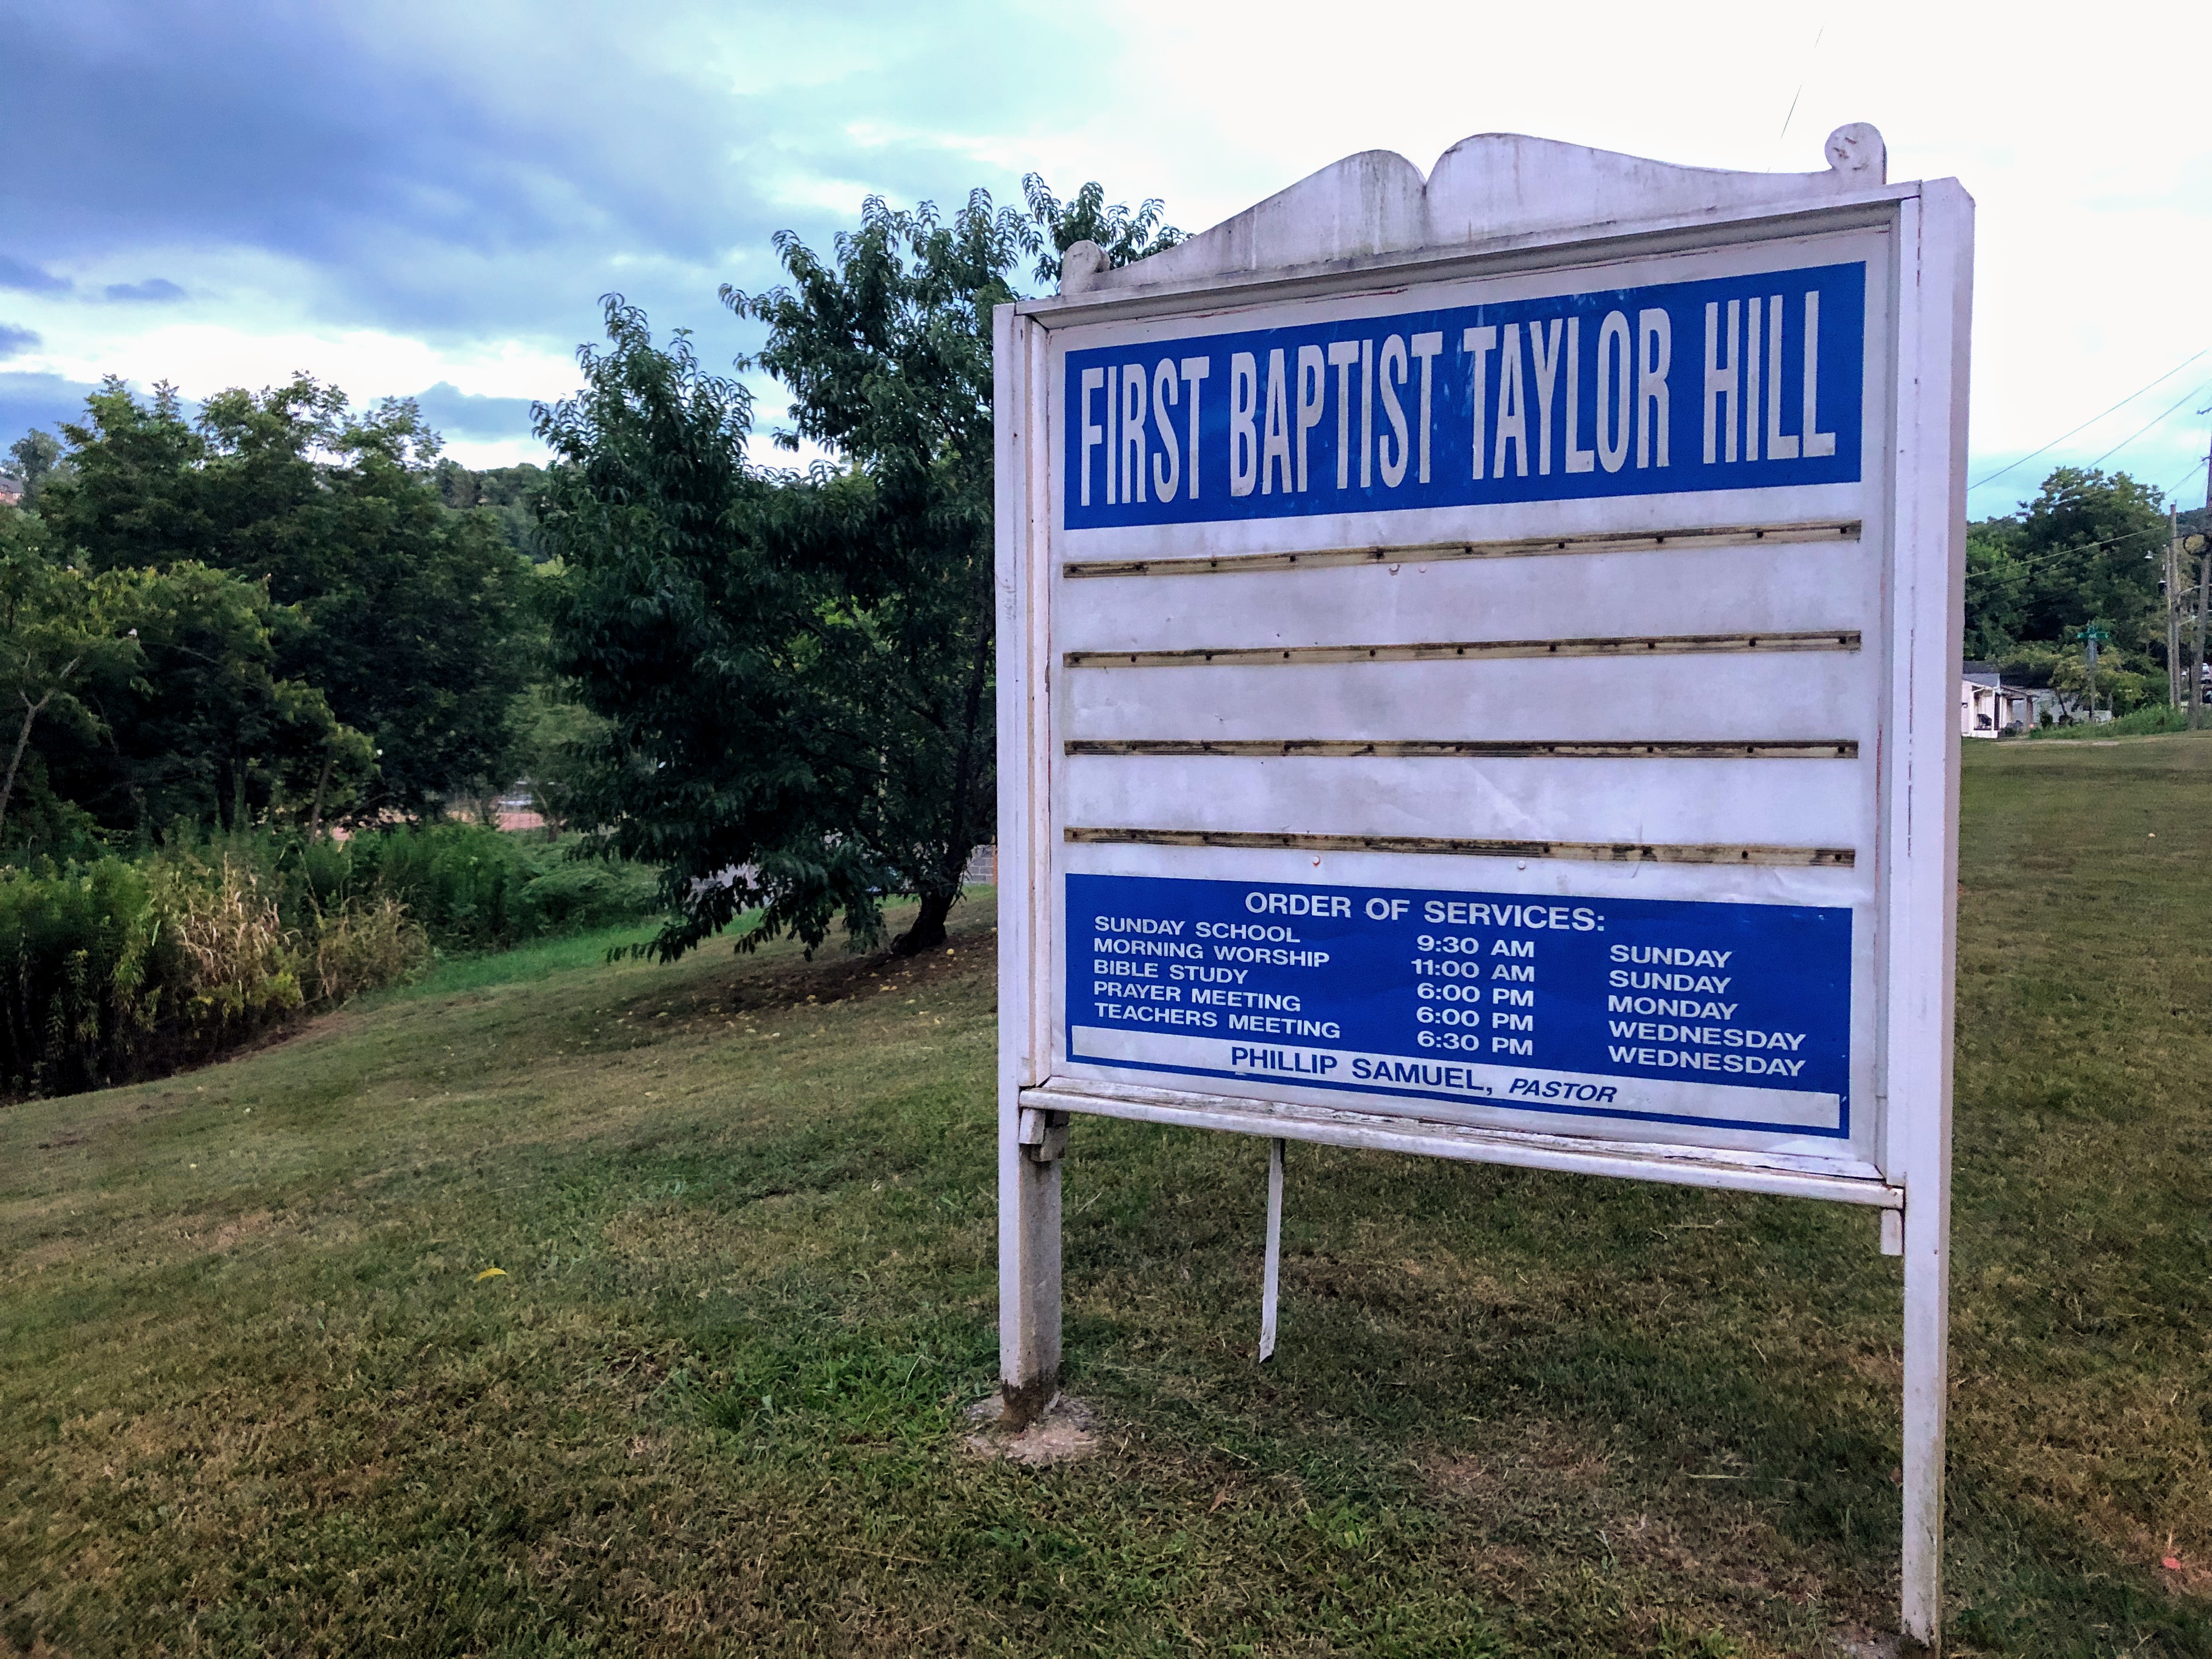 FIRST BAPTIST TAYLOR HILL
ORDER OF SERVICES:
SUNDAY SCHOOL 9:30 AM SUNDAY
MORNING WORSHIP 11:00 AM SUNDAY
BIBLE STUDY 6:00 PM MONDAY
PRAYER MEETING 6:00 PM WEDNESDAY
TEACHERS MEETING 6:30 PM WEDNESDAY
PHILLIP SAMUEL, PASTOR